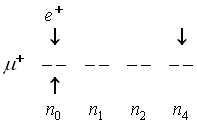 e⁺
μ⁺ -- -- -- --
n₀ n₁ n₂ n₄